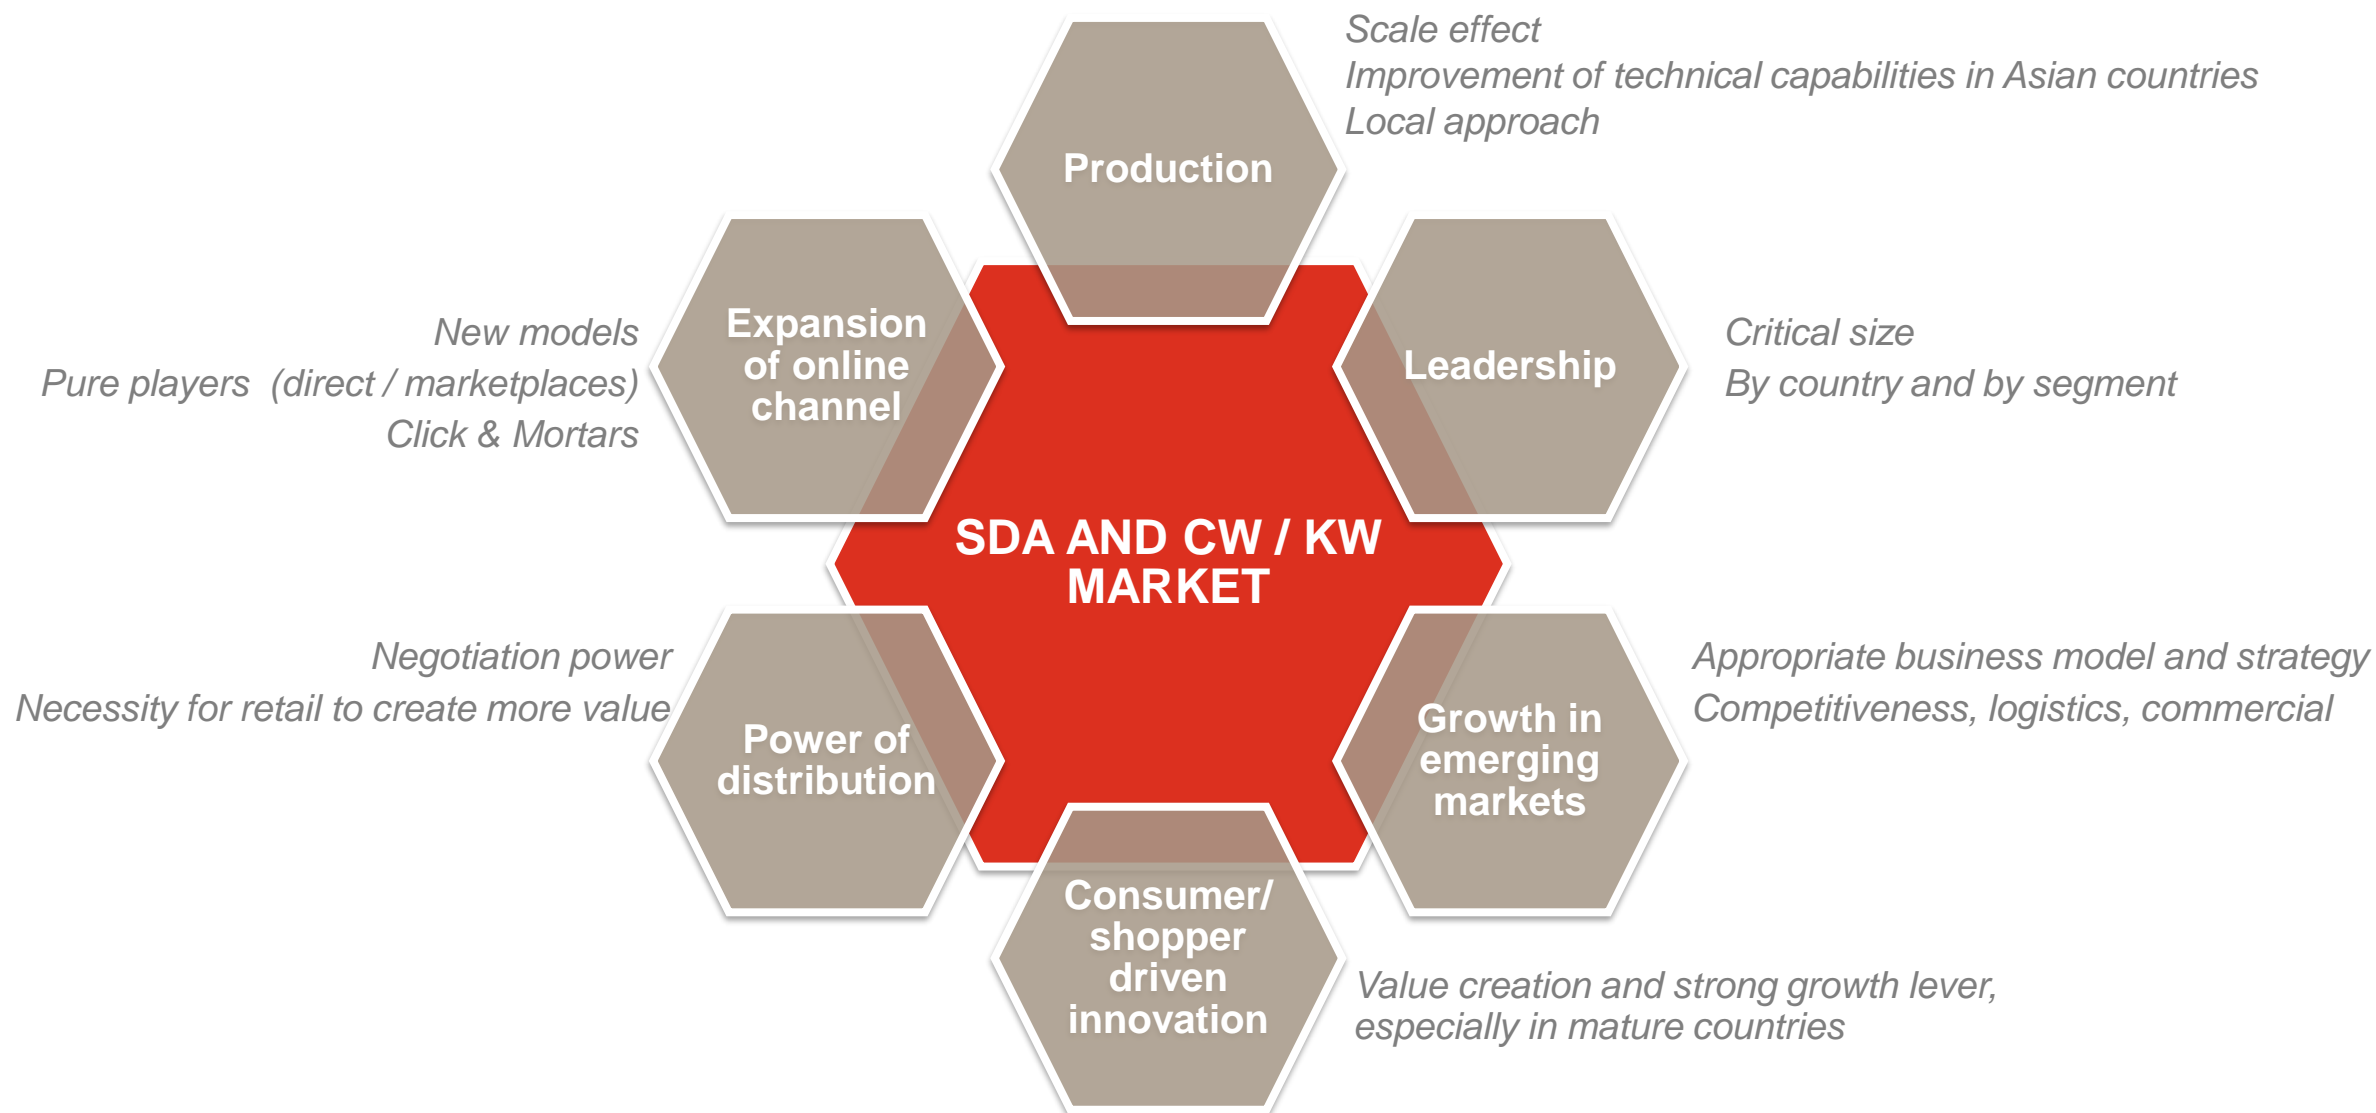 Scale effect
Improvement of technical capabilities in Asian countries
Local approach
Production
Expansion
of online
channel
New models
Pure players (direct / marketplaces)
Click & Mortars
Leadership
Critical size
By country and by segment
SDA AND CW / KW
MARKET
Negotiation power
Necessity for retail to create more value
Power of
distribution
Growth in
emerging
markets
Appropriate business model and strategy
Competitiveness, logistics, commercial
Consumer/
shopper
driven
innovation
Value creation and strong growth lever,
especially in mature countries